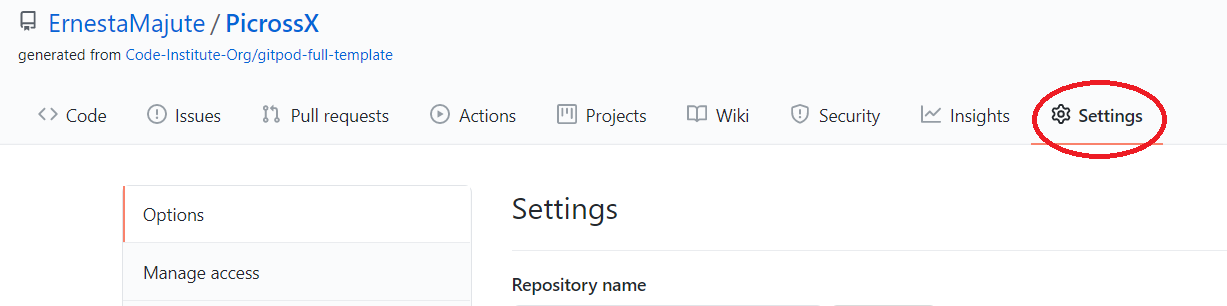 ErnestaMajute / PicrossX
generated from Code-Institute-Org/gitpod-full-template
Code Issues Pull requests Actions Projects Wiki Security Insights Settings
Options
Settings
Manage access
Repository name